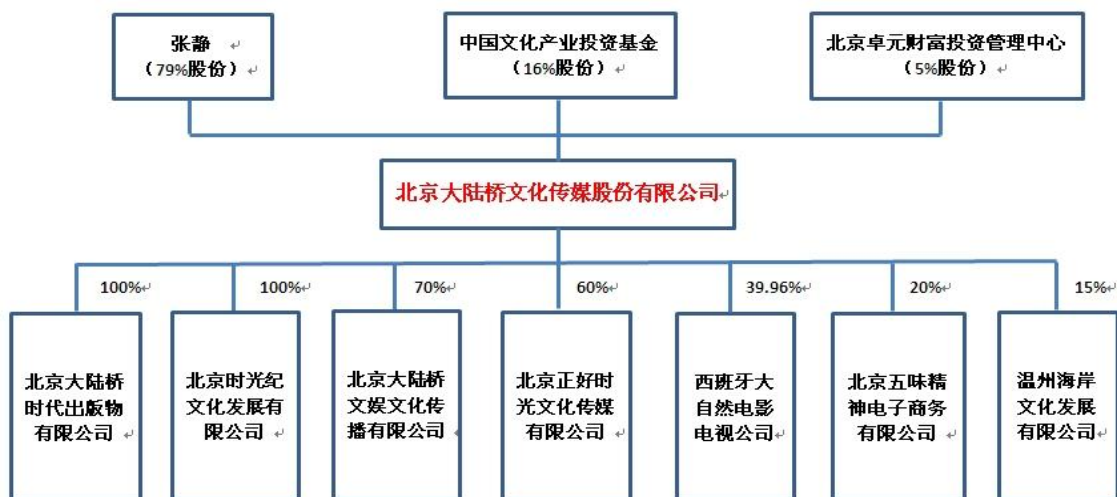 张静
（79%股份）
中国文化产业投资基金
（16%股份）
北京卓元财富投资管理中心
（5%股份）
北京大陆桥文化传媒股份有限公司
100%
100%
70%
60%
39.96%
20%
15%
北京大陆桥
时代出版物
有限公司
北京时光纪
文化发展有
限公司
北京大陆桥
文娱文化传
播有限公司
北京正好时
光文化传媒
有限公司
西班牙大
自然电影
电视公司
北京五味精
神电子商务
有限公司
温州海岸
文化发展
有限公司